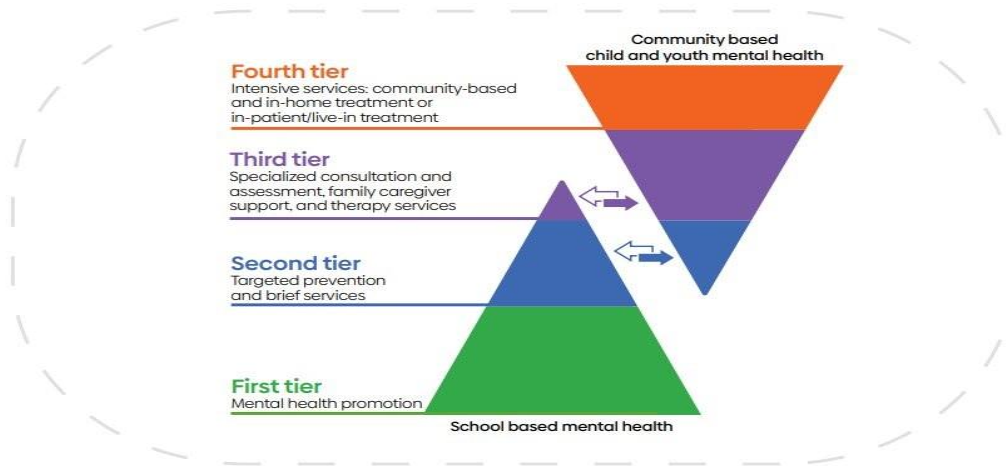 Community based
child and youth mental health
Fourth tier
Intensive services: community-based
and in-home treatment or
in-patient/live-in treatment
Third tier
Specialized consultation and
assessment, family caregiver
support, and therapy services
Second tier
Targeted prevention
and brief services
First tier
Mental health promotion
School based mental health